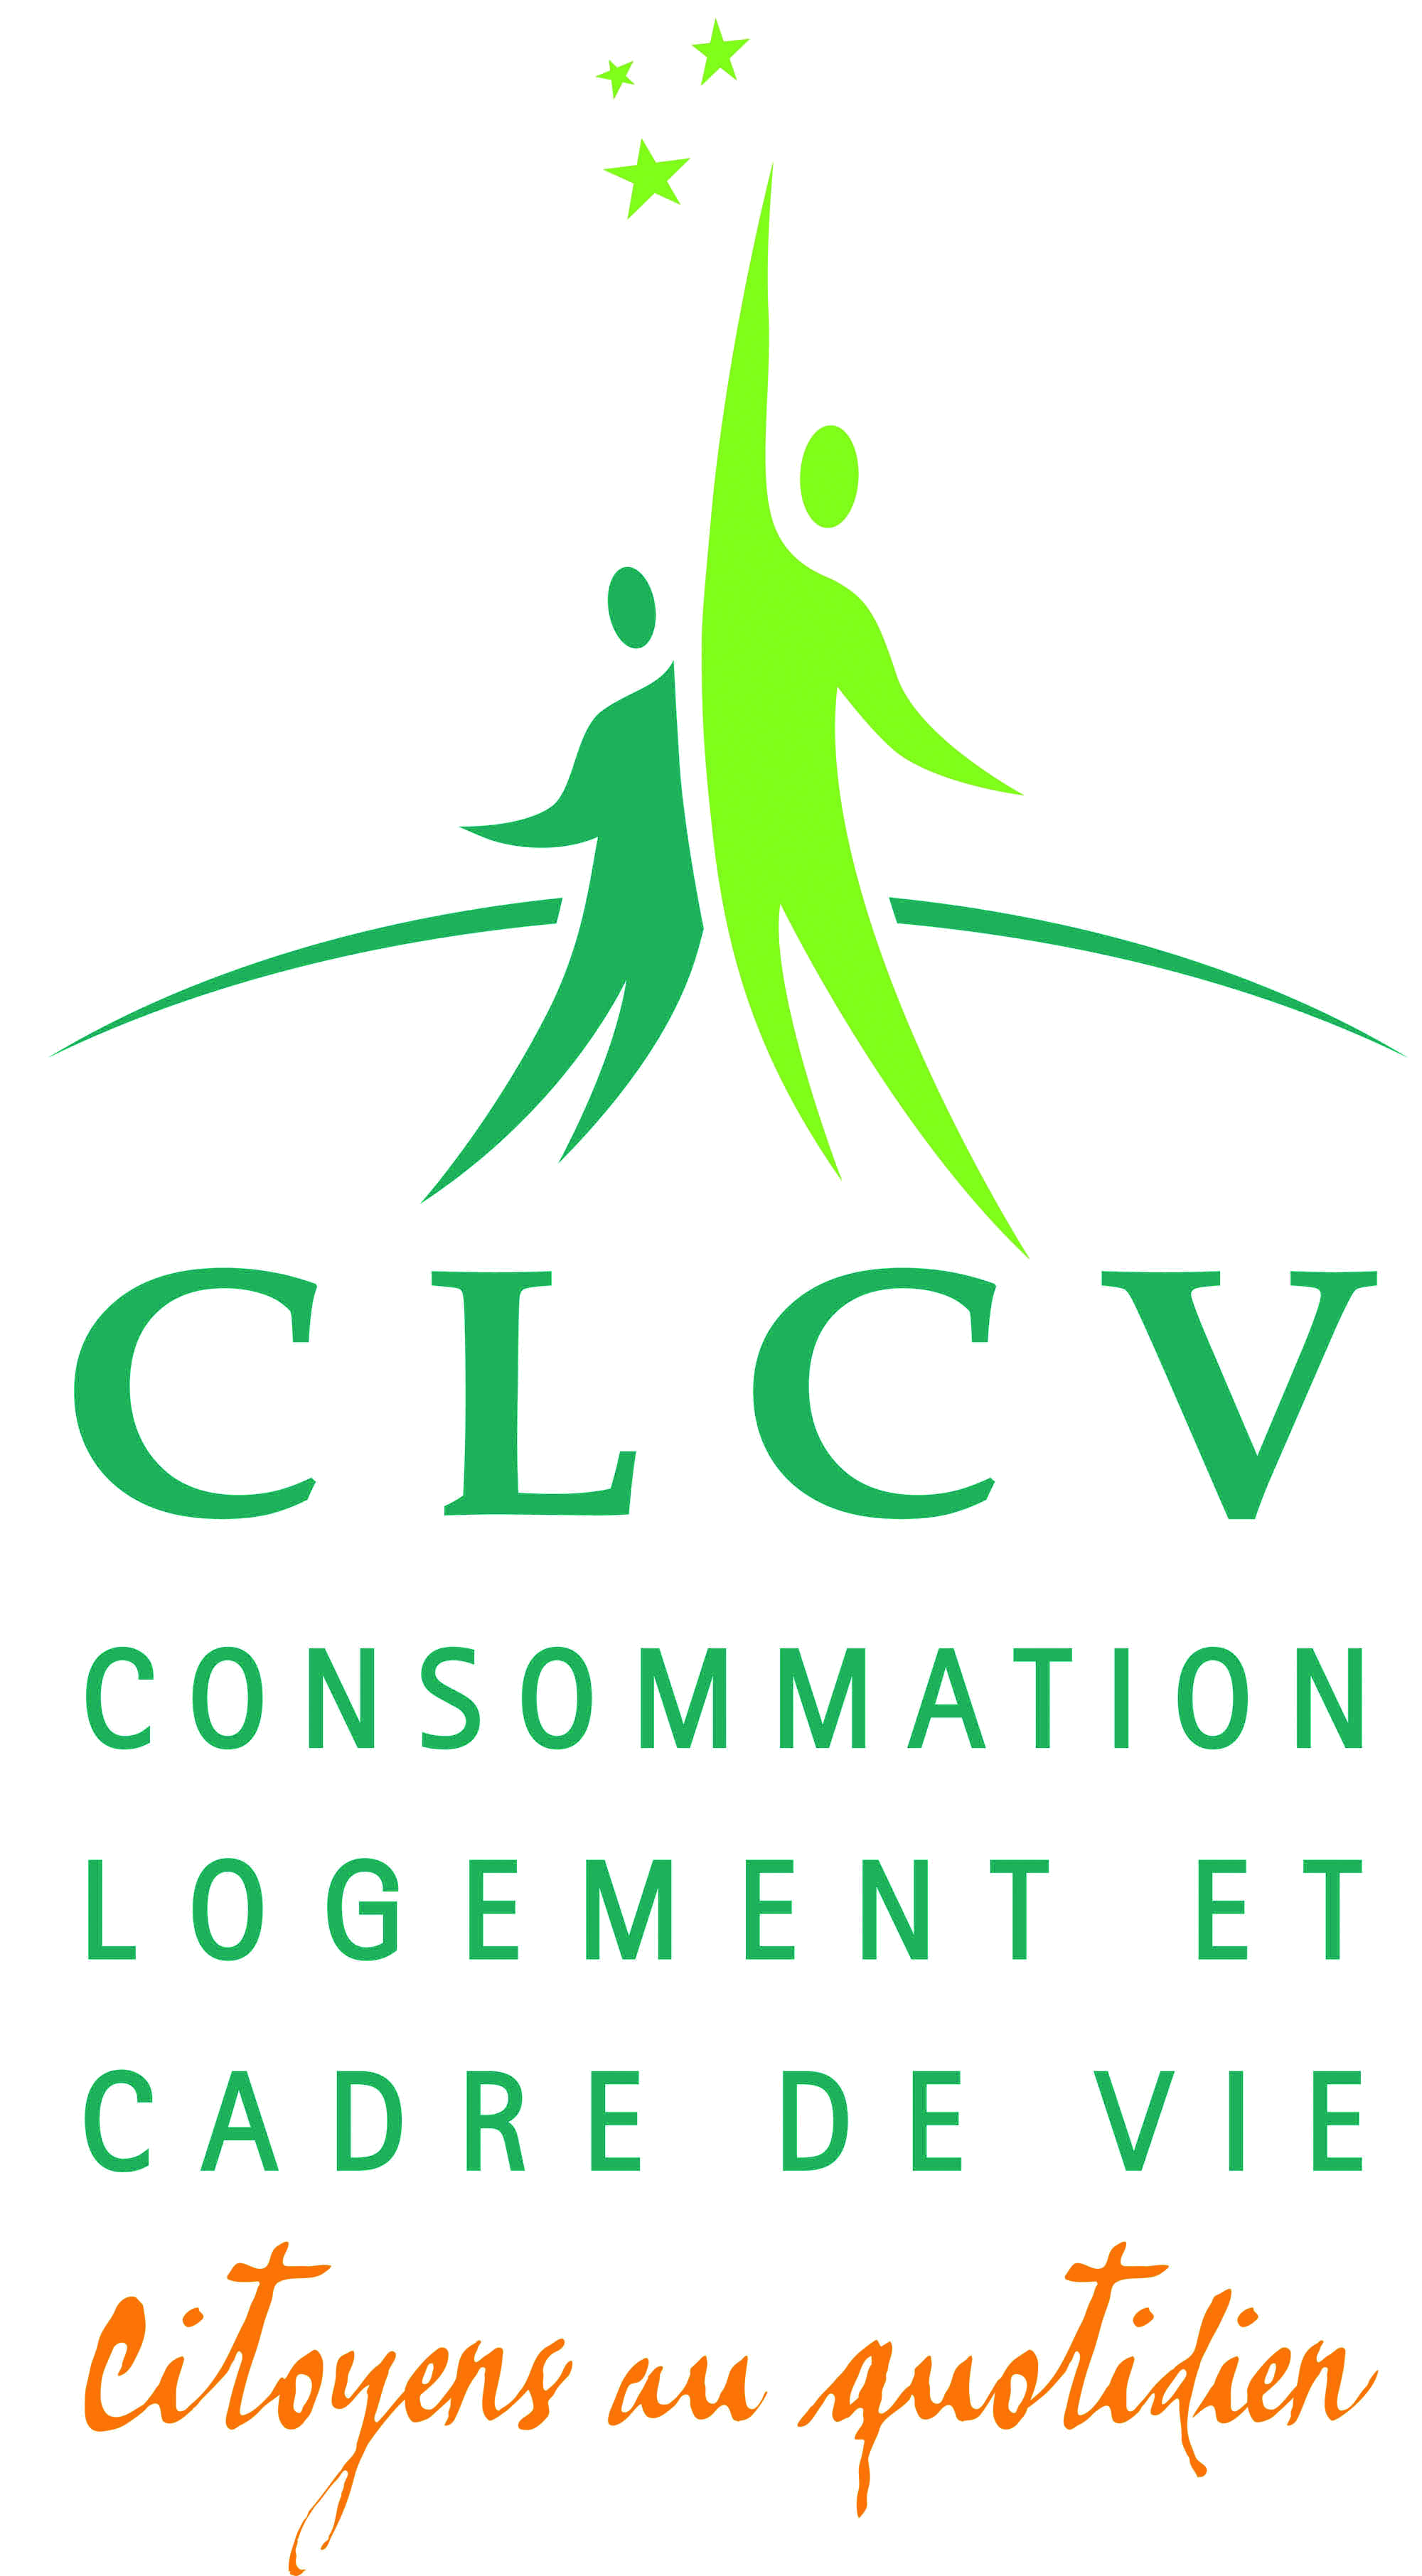 CLCV
CONSOMMATION
LOGEMENT ET
CADRE DE VIE
Citoyens au quotidien